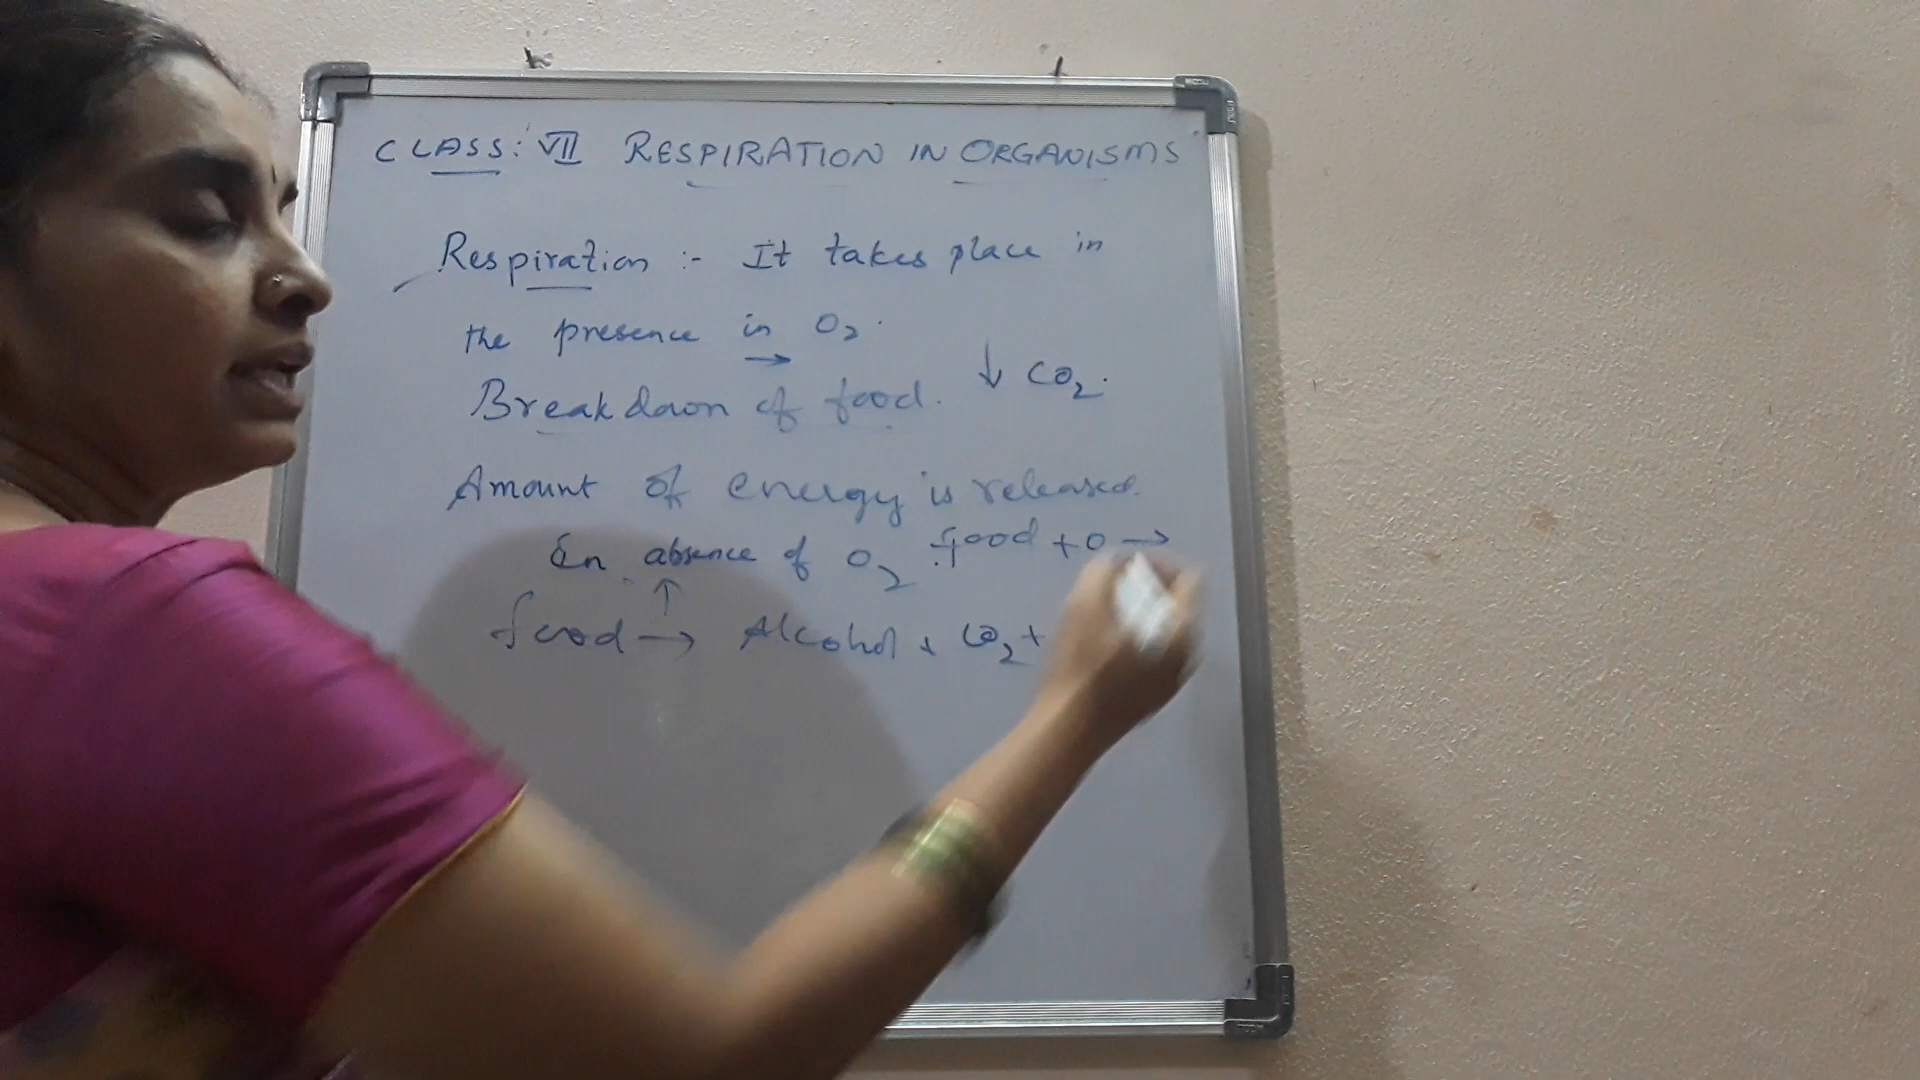 CLASS: VII RESPIRATION IN ORGANISMS
Respiration :- It takes place in
the presence in O₂.
↓ CO₂.
Breakdown of food.
Amount of energy is released.
In absence of O₂ food + O →
↑
food → Alcohol + CO₂ +